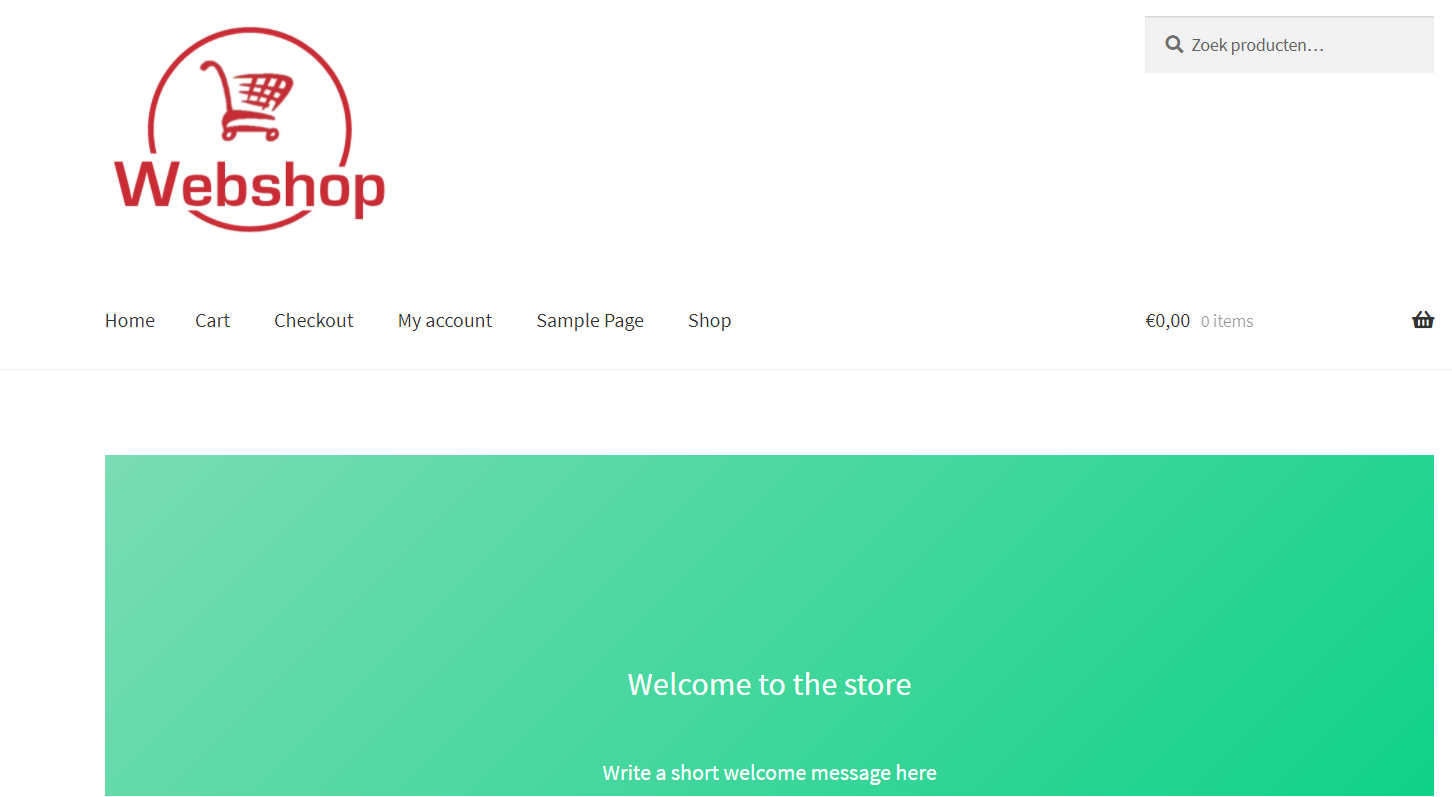 Zoek producten…
Webshop
Home Cart Checkout My account Sample Page Shop €0,00 0 items
Welcome to the store
Write a short welcome message here